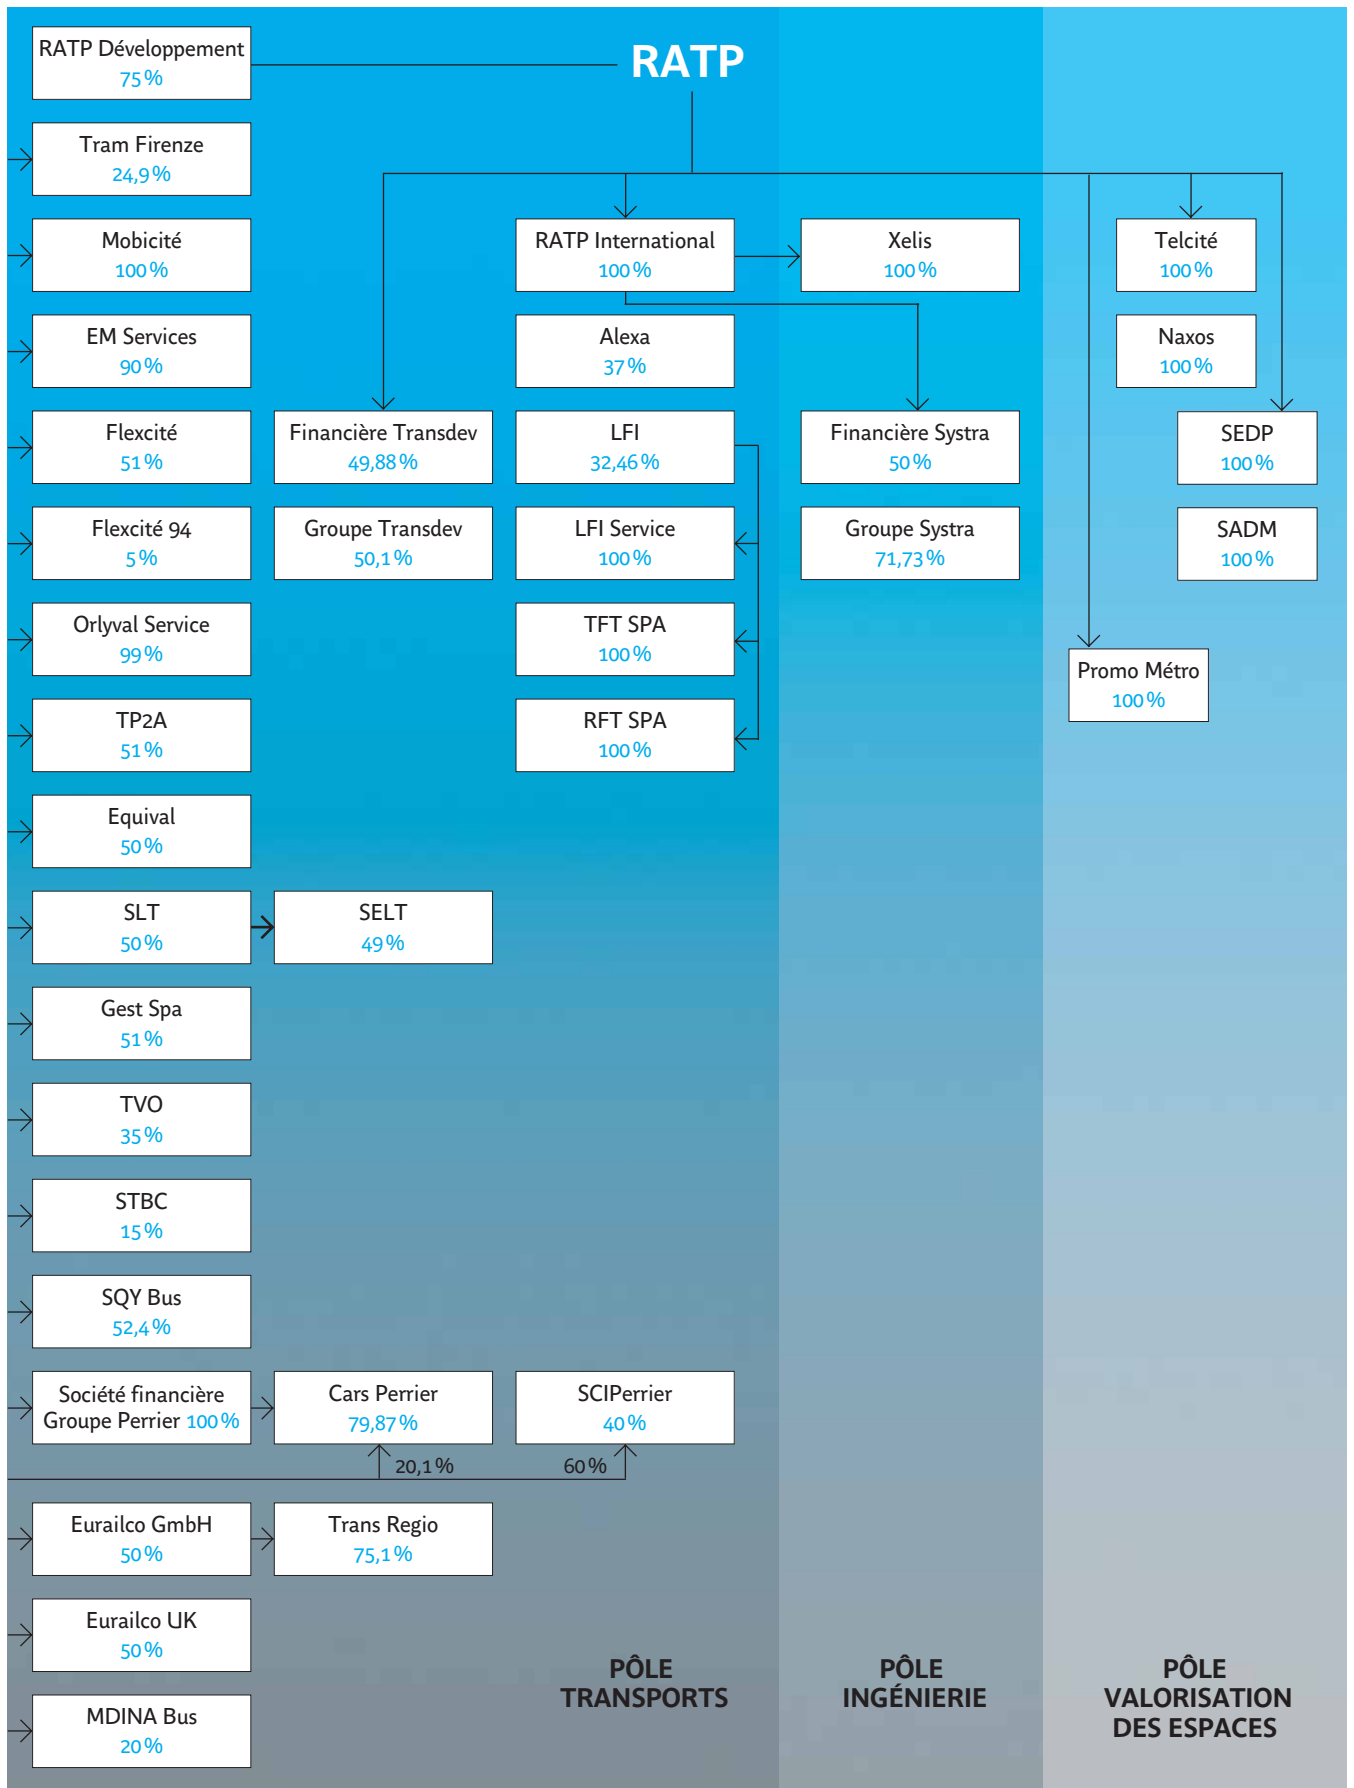 RATP
RATP Développement
75 %
Tram Firenze
24,9 %
Mobicité
100 %
RATP International
100 %
Xelis
100 %
Telcité
100 %
EM Services
90 %
Alexa
37 %
Naxos
100 %
Flexcité
51 %
Financière Transdev
49,88 %
LFI
32,46 %
Financière Systra
50 %
SEDP
100 %
Flexcité 94
5 %
Groupe Transdev
50,1 %
LFI Service
100 %
Groupe Systra
71,73 %
SADM
100 %
Orlyval Service
99 %
TFT SPA
100 %
Promo Métro
100 %
TP2A
51 %
RFT SPA
100 %
Equival
50 %
SLT
50 %
SELT
49 %
Gest Spa
51 %
TVO
35 %
STBC
15 %
SQY Bus
52,4 %
Société financière
Groupe Perrier 100 %
Cars Perrier
79,87 %
SCIPerrier
40 %
20,1 %
60 %
Eurailco GmbH
50 %
Trans Regio
75,1 %
Eurailco UK
50 %
MDINA Bus
20 %
PÔLE
TRANSPORTS
PÔLE
INGÉNIERIE
PÔLE
VALORISATION
DES ESPACES